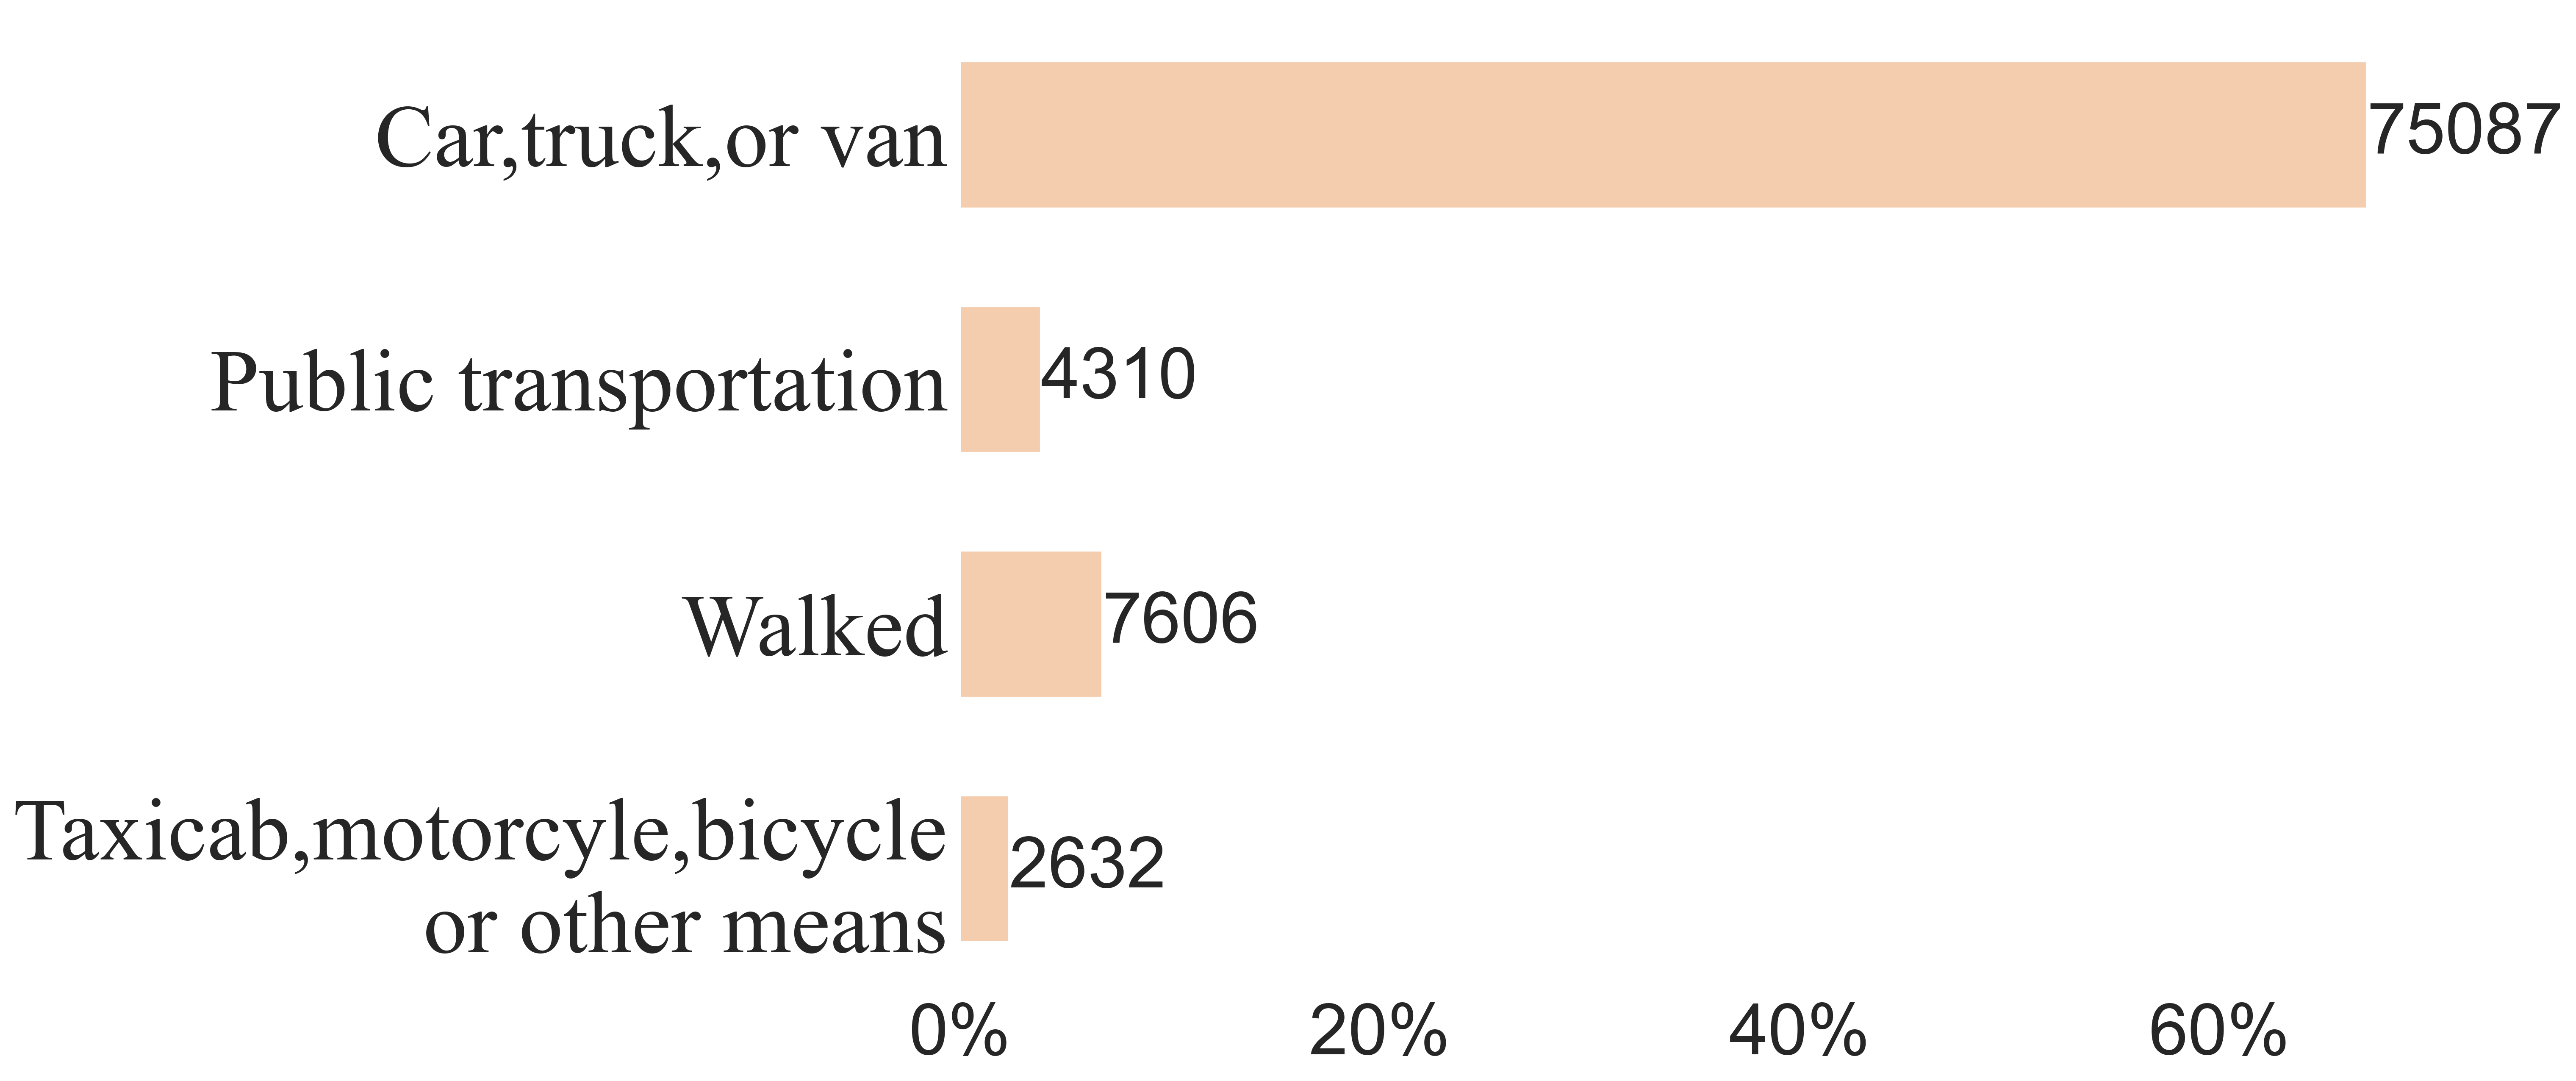 Car,truck,or van
75087
Public transportation
4310
Walked
7606
Taxicab,motorcyle,bicycle
or other means
2632
0% 20% 40% 60%